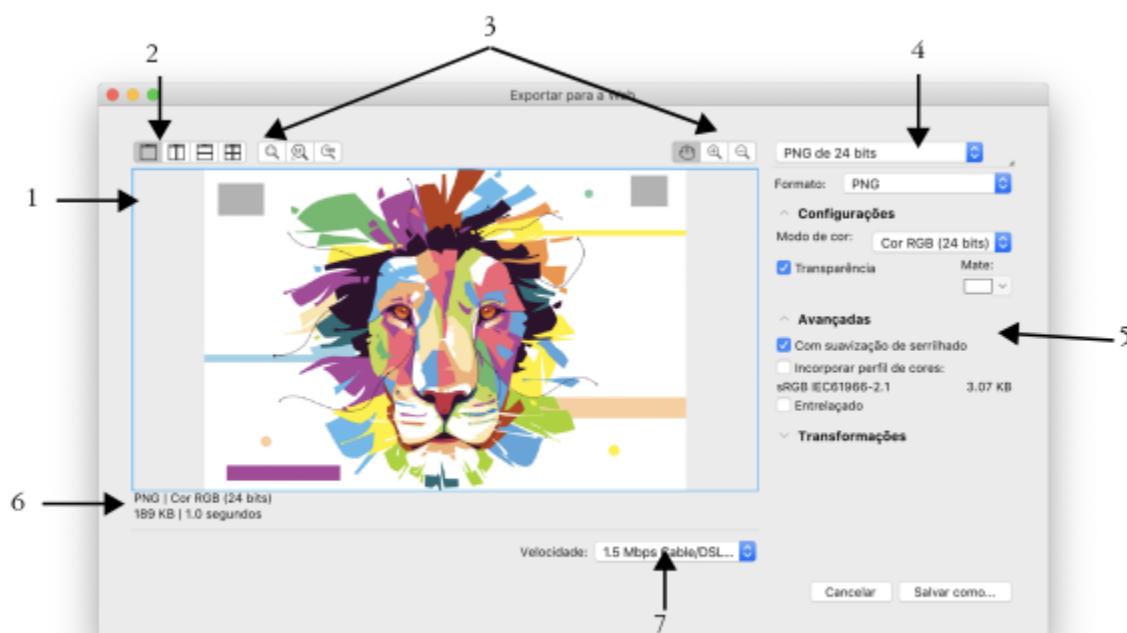 3
2
4
Exportar para a Web
PNG de 24 bits
1
Formato: PNG
Configurações
Modo de cor: Cor RGB (24 bits)
Transparência
Mate:
Avançadas
5
Com suavização de serrilhado
Incorporar perfil de cores:
sRGB IEC61966-2.1 3.07 KB
Entrelaçado
Transformações
6
PNG | Cor RGB (24 bits)
189 KB | 1.0 segundos
Velocidade: 1.5 Mbps Cable/DSL...
Cancelar
Salvar como...
7